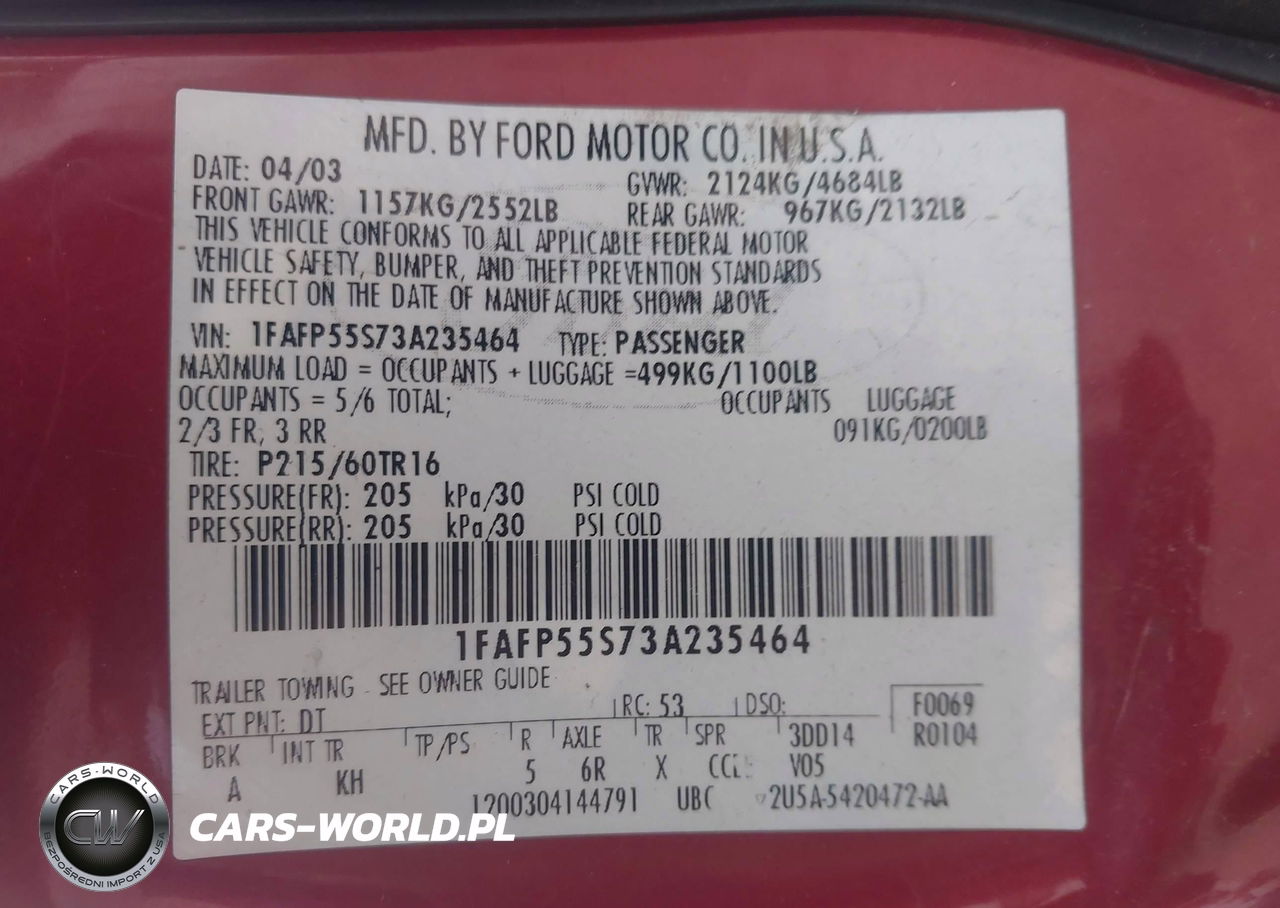 MFD. BY FORD MOTOR CO. IN U.S.A.
DATE: 04/03
GVWR: 2124KG/4684LB
FRONT GAWR: 1157KG/2552LB
REAR GAWR: 967KG/2132LB
THIS VEHICLE CONFORMS TO ALL APPLICABLE FEDERAL MOTOR
VEHICLE SAFETY, BUMPER, AND THEFT PREVENTION STANDARDS
IN EFFECT ON THE DATE OF MANUFACTURE SHOWN ABOVE.
VIN: 1FAFP55S73A235464 TYPE: PASSENGER
MAXIMUM LOAD = OCCUPANTS + LUGGAGE =499KG/1100LB
OCCUPANTS = 5/6 TOTAL; OCCUPANTS LUGGAGE
2/3 FR, 3 RR 091KG/0200LB
TIRE: P215/60TR16
PRESSURE(FR): 205 kPa/30 PSI COLD
PRESSURE(RR): 205 kPa/30 PSI COLD
1FAFP55S73A235464
TRAILER TOWING - SEE OWNER GUIDE
EXT PNT: DT RC: 53 DSO: F0069
BRK INT TR TP/PS R AXLE TR SPR 3DD14 R0104
A KH 5 6R X V05
1200304144791 UBC 2U5A-5420472-AA
CARS-WORLD
CW
BEZPOŚREDNI IMPORT Z USA
CARS-WORLD.PL